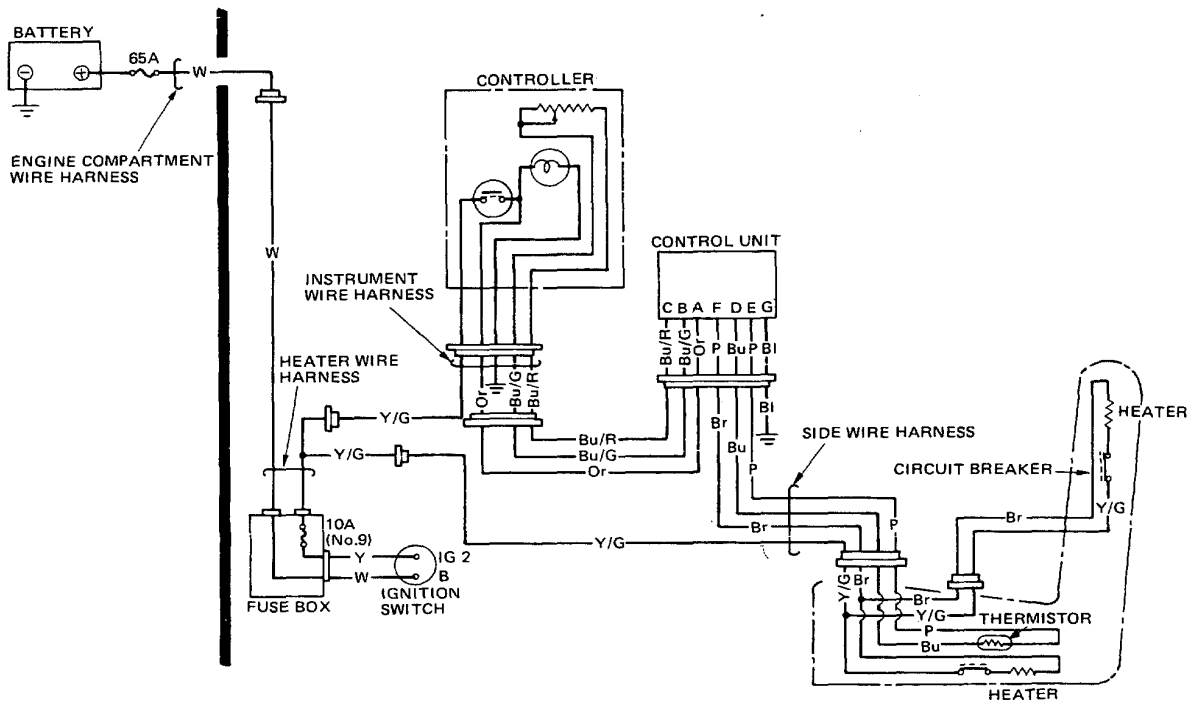 BATTERY
65A
W
ENGINE COMPARTMENT
WIRE HARNESS
CONTROLLER
W
INSTRUMENT
WIRE HARNESS
CONTROL UNIT
C B A F D E G
Bu/R
Bu/G
Or
P
Bu
P
Bl
HEATER WIRE
HARNESS
Or
Bu/G
Bu/R
Y/G
Y/G
Bu/R
Bu/G
Or
Br
Bu
P
Bl
SIDE WIRE HARNESS
HEATER
CIRCUIT BREAKER
Y/G
Br
P
Br
Y/G
10A
(No.9)
Y
IG 2
W
B
IGNITION
SWITCH
FUSE BOX
Y/G
Br
Br
Y/G
THERMISTOR
P
Bu
HEATER